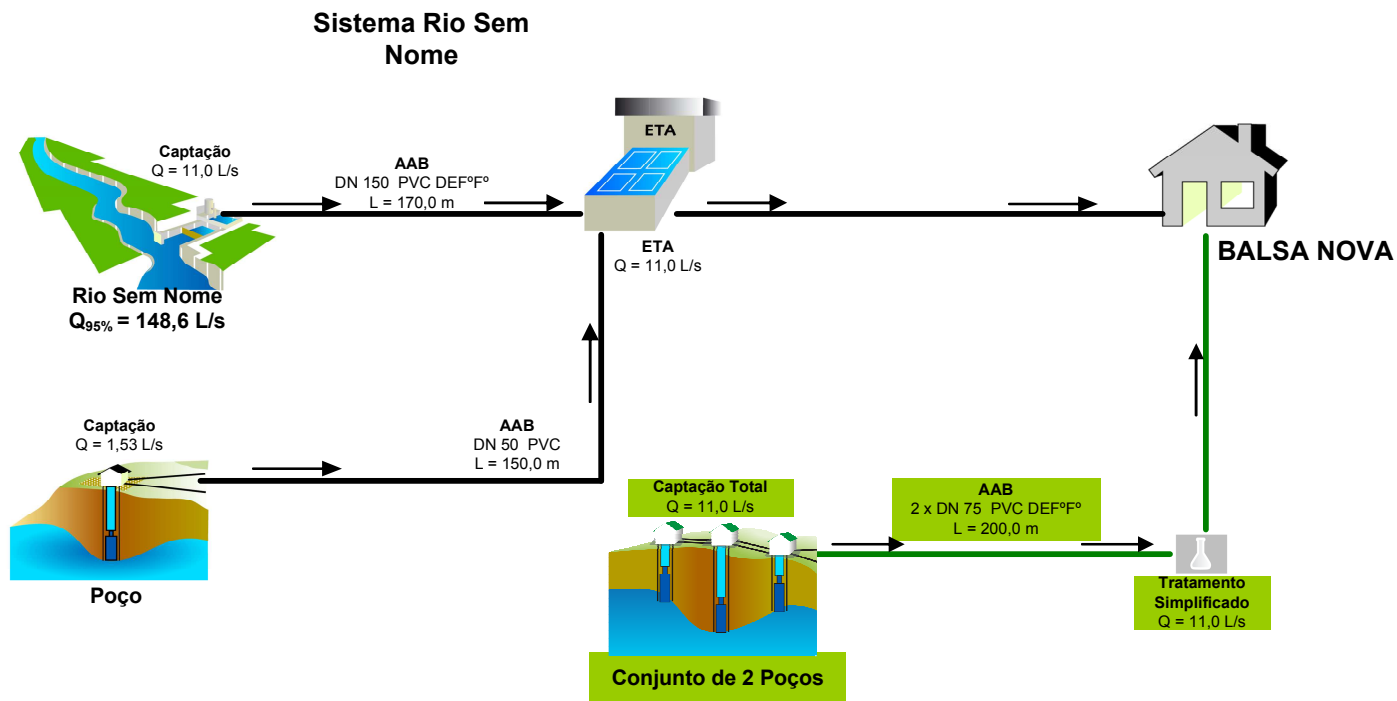 Sistema Rio Sem
Nome
Captação
Q = 11,0 L/s
AAB
DN 150 PVC DEFºFº
L = 170,0 m
ETA
ETA
Q = 11,0 L/s
BALSA NOVA
Rio Sem Nome
Q95% = 148,6 L/s
Captação
Q = 1,53 L/s
AAB
DN 50 PVC
L = 150,0 m
Poço
Captação Total
Q = 11,0 L/s
AAB
2 x DN 75 PVC DEFºFº
L = 200,0 m
Tratamento
Simplificado
Q = 11,0 L/s
Conjunto de 2 Poços